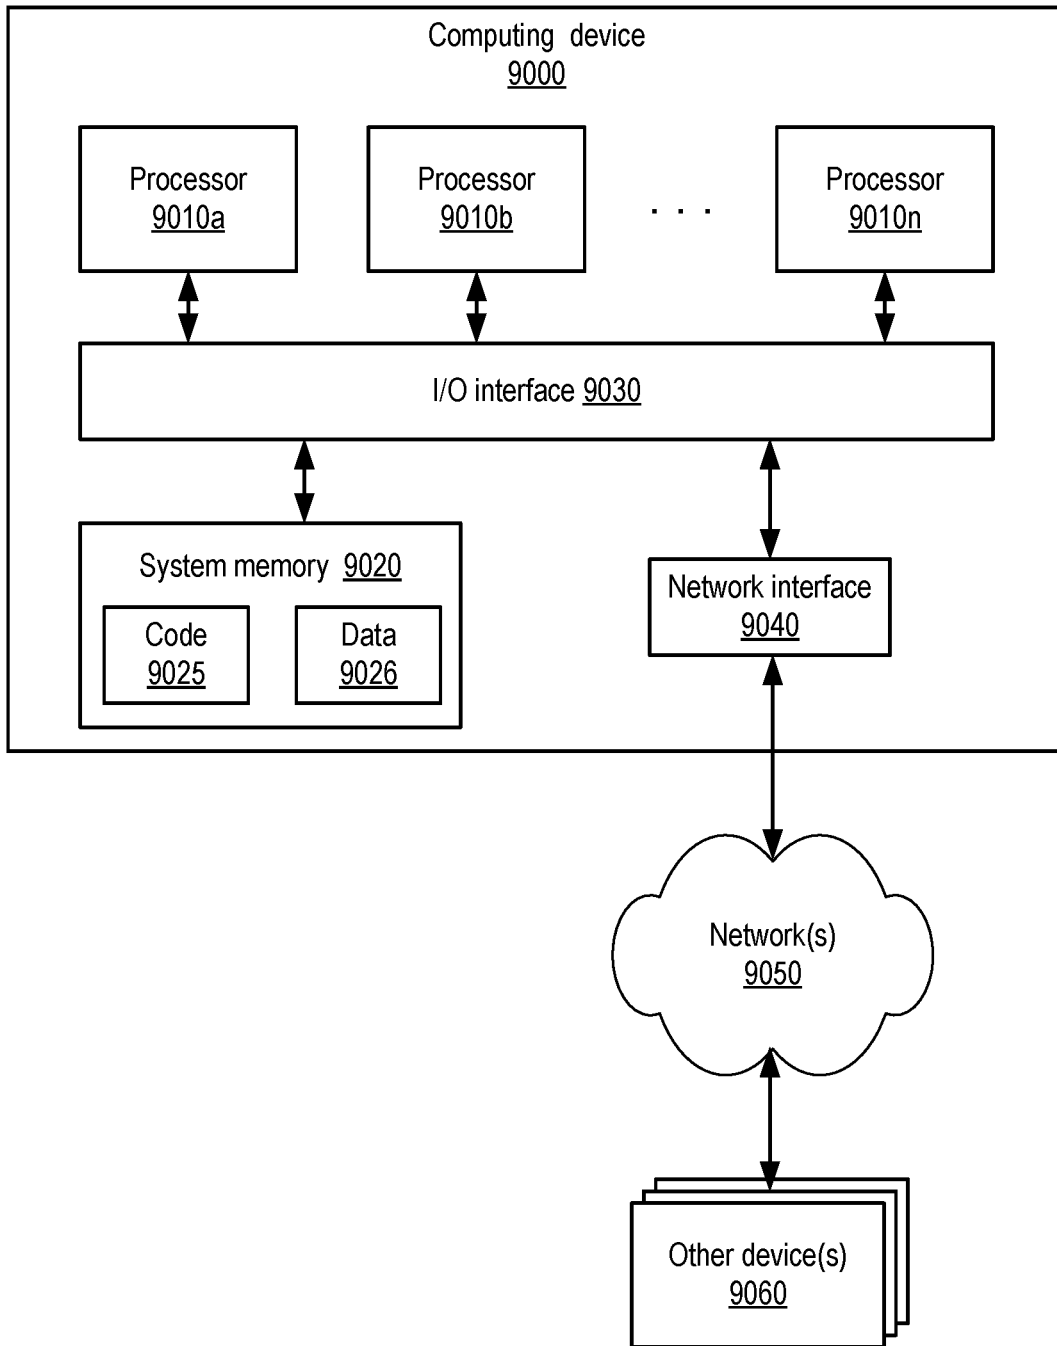 Computing device
9000
Processor
9010a
Processor
9010b
. . .
Processor
9010n
I/O interface 9030
System memory 9020
Code
9025
Data
9026
Network interface
9040
Network(s)
9050
Other device(s)
9060